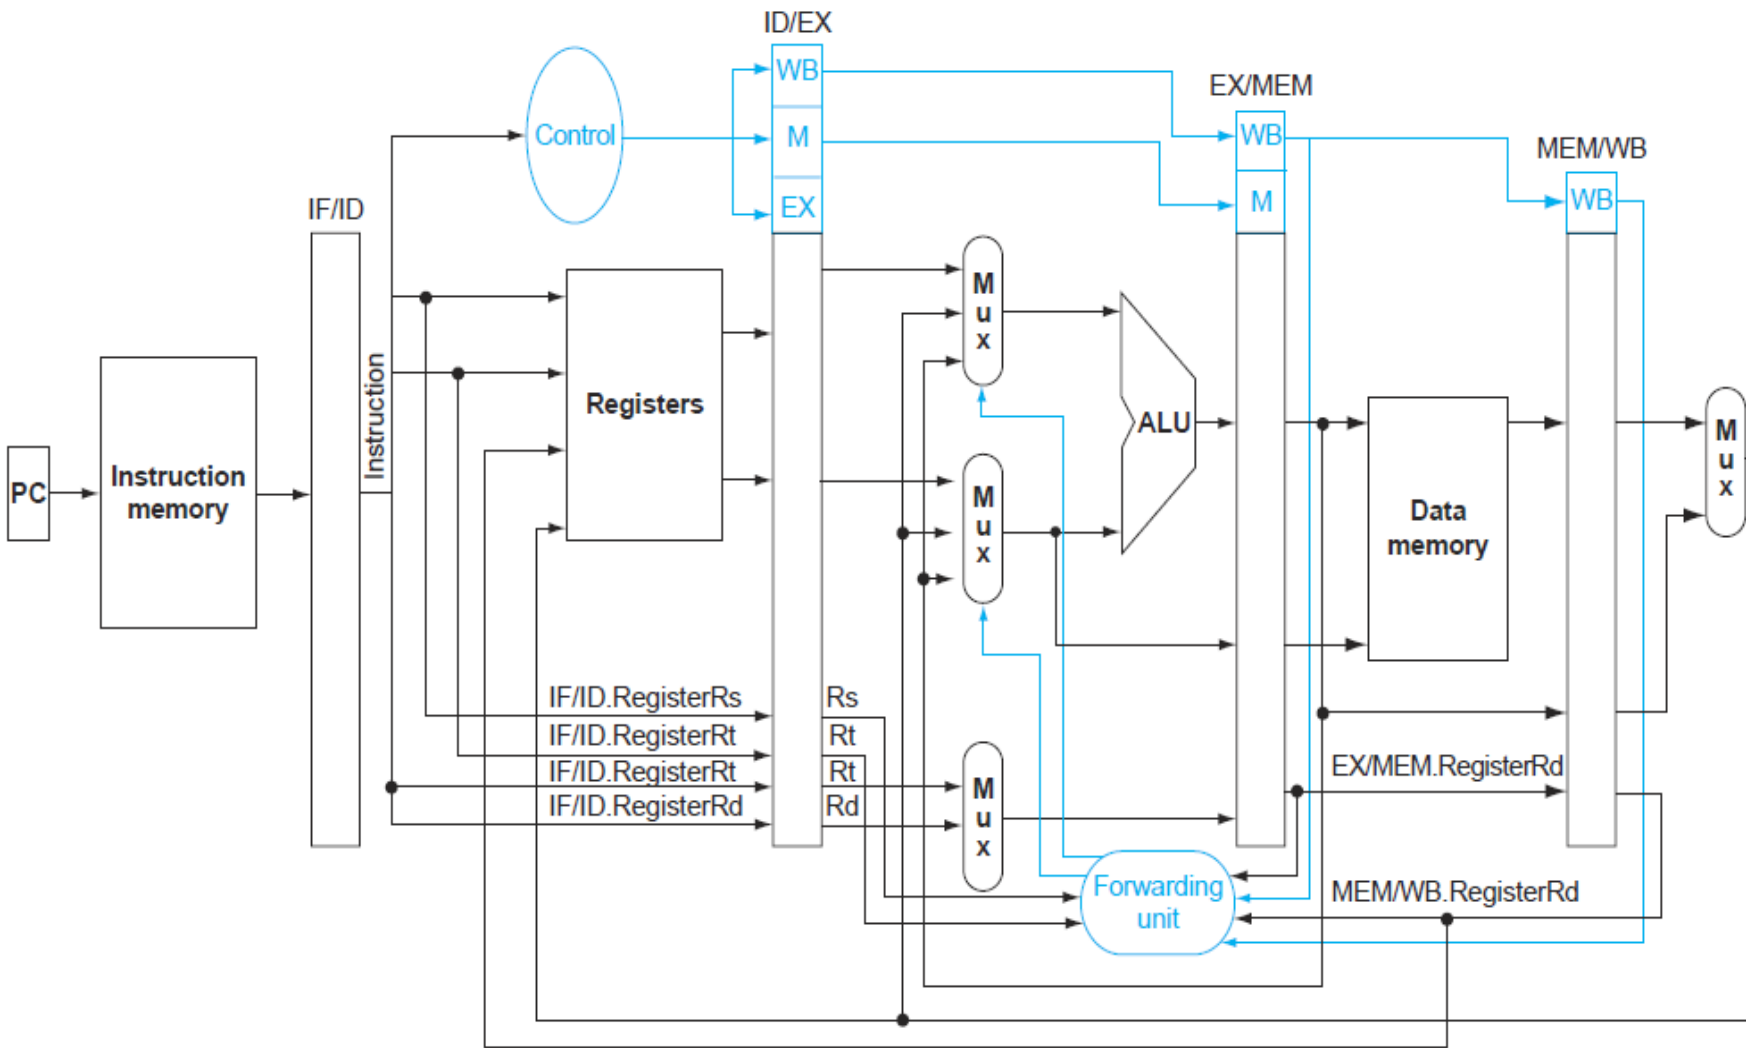 ID/EX
WB
EX/MEM
Control
M
WB
MEM/WB
EX
M
WB
IF/ID
M
u
x
Instruction
Registers
ALU
M
u
x
PC
Instruction
memory
M
u
x
Data
memory
IF/ID.RegisterRs
Rs
IF/ID.RegisterRt
Rt
IF/ID.RegisterRt
Rt
IF/ID.RegisterRd
Rd
M
u
x
EX/MEM.RegisterRd
Forwarding
unit
MEM/WB.RegisterRd